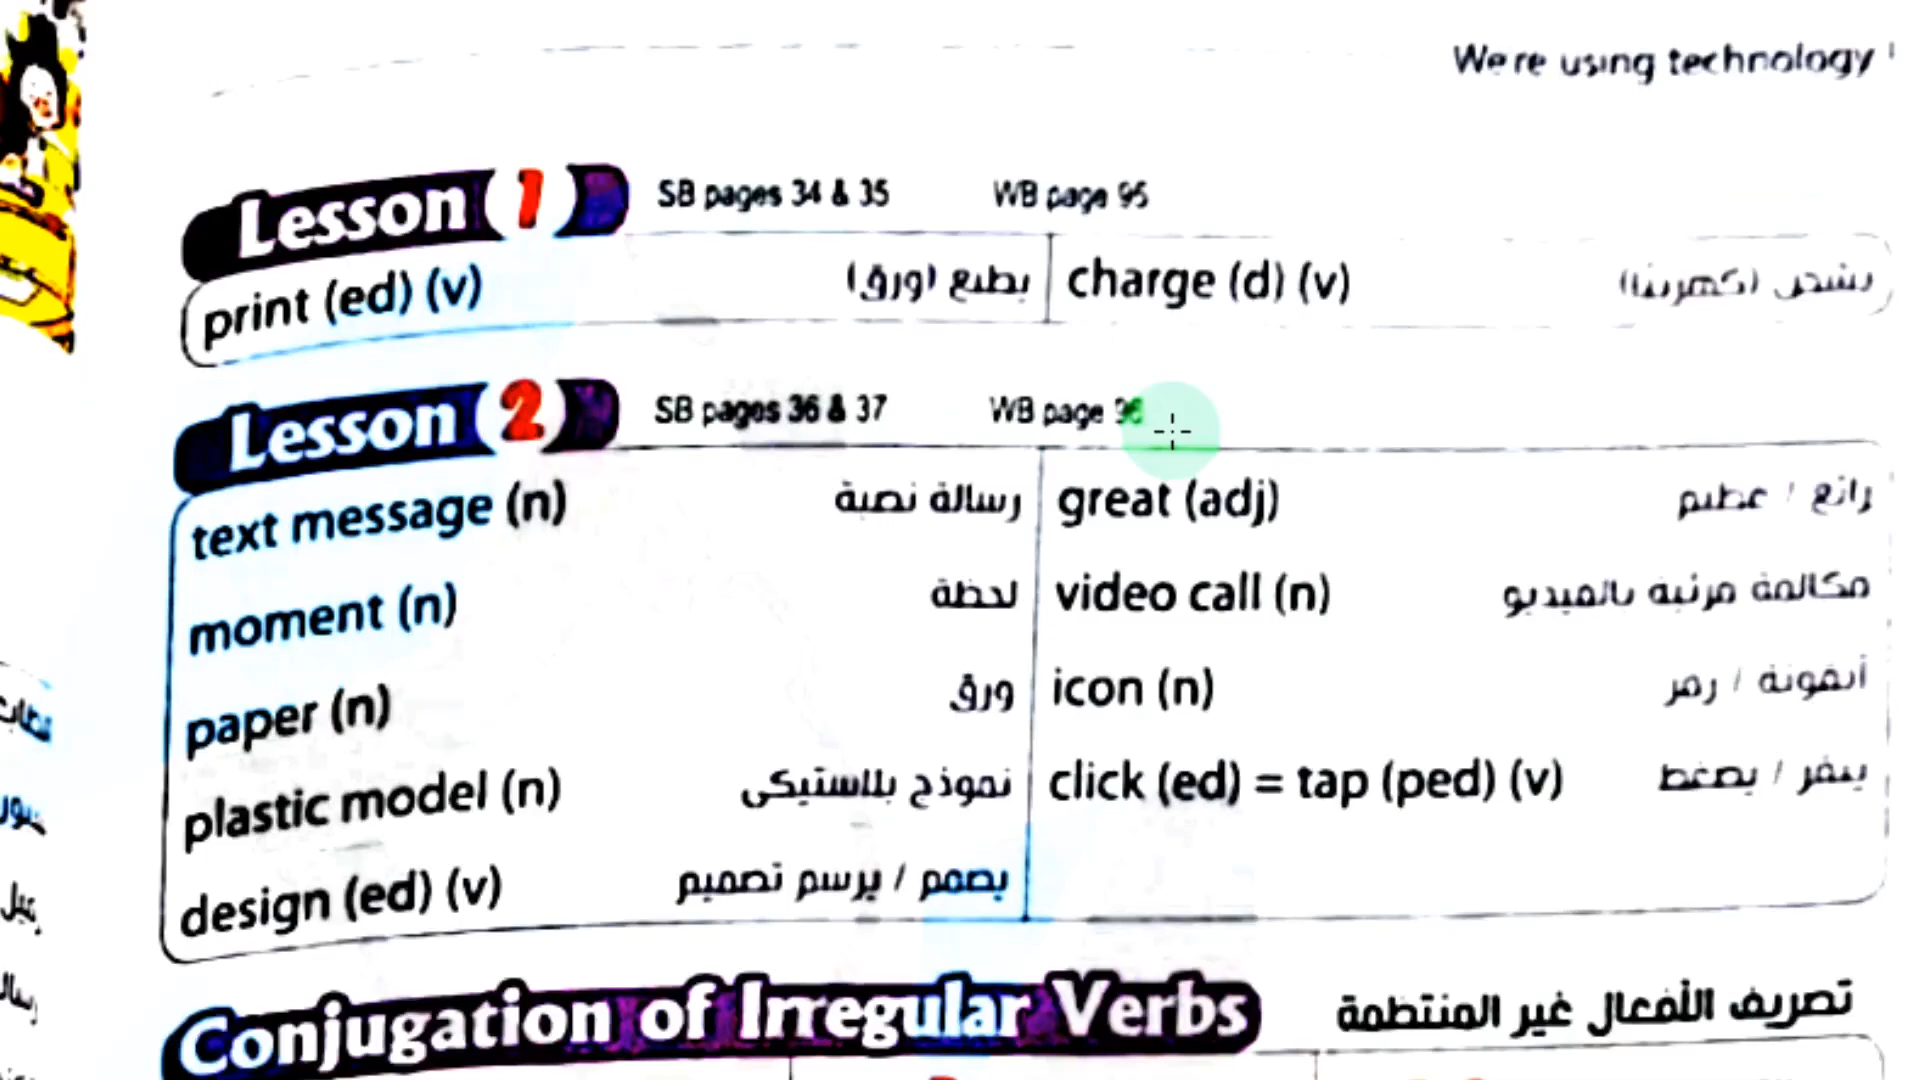 We're using technology
Lesson (1) SB pages 34 & 35 WB page 95
print (ed) (v) يطبع (ورق) charge (d) (v) يشحن (كهربيًا)
Lesson (2) SB pages 36 & 37 WB page 96
text message (n) رسالة نصية great (adj) رائع / عظيم
moment (n) لحظة video call (n) مكالمة مرئية بالفيديو
paper (n) ورق icon (n) أيقونة / رمز
plastic model (n) نموذج بلاستيكى click (ed) = tap (ped) (v) ينقر / يضغط
design (ed) (v) يصمم / يرسم تصميم
Conjugation of Irregular Verbs تصريف الأفعال غير المنتظمة